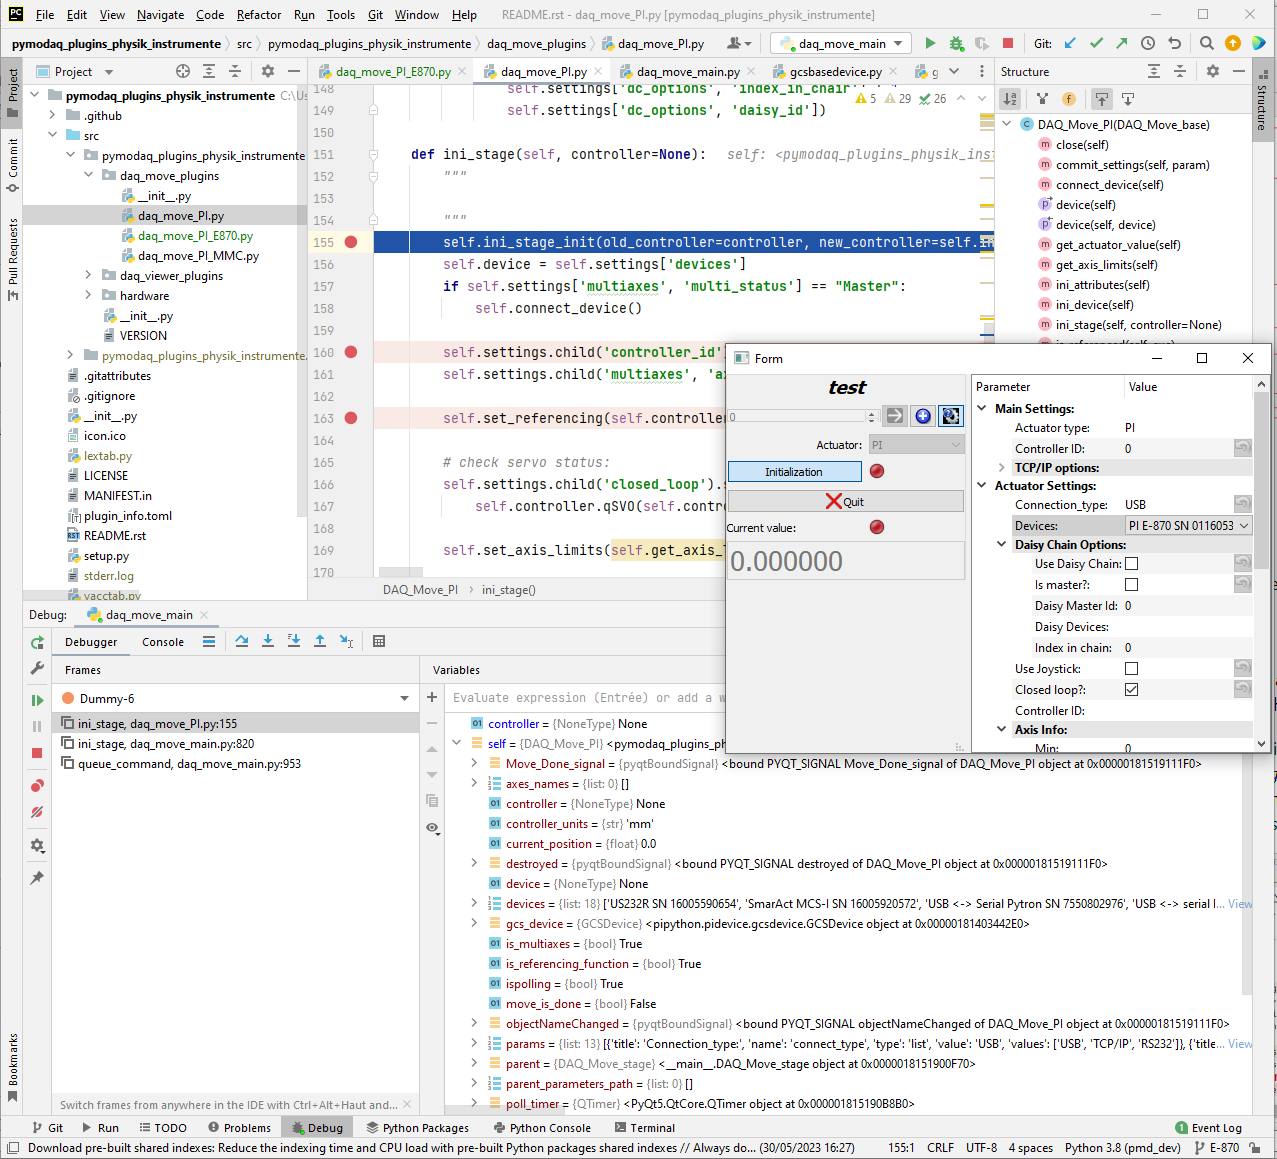 File Edit View Navigate Code Refactor Run Tools Git Window Help README.rst - daq_move_PI.py [pymodaq_plugins_physik_instrumente]
pymodaq_plugins_physik_instrumente src pymodaq_plugins_physik_instrumente daq_move_plugins daq_move_PI.py daq_move_main Git:
Project
Commit
Pull Requests
Bookmarks
Structure
Project
pymodaq_plugins_physik_instrumente C:\Us
.github
src
pymodaq_plugins_physik_instrumente
daq_move_plugins
__init__.py
daq_move_PI.py
daq_move_PI_E870.py
daq_move_PI_MMC.py
daq_viewer_plugins
hardware
__init__.py
VERSION
pymodaq_plugins_physik_instrumente.
.gitattributes
.gitignore
__init__.py
icon.ico
lextab.py
LICENSE
MANIFEST.in
plugin_info.toml
README.rst
setup.py
stderr.log
yacctab.py
daq_move_PI_E870.py daq_move_PI.py daq_move_main.py gcsbasedevice.py g
5 29 26
148 self.settings['dc_options', 'index_in_chain'],
149 self.settings['dc_options', 'daisy_id'])
150
151 def ini_stage(self, controller=None): self: <pymodaq_plugins_physik_inst
152 """
153
154 """
155 self.ini_stage_init(old_controller=controller, new_controller=self.in
156 self.device = self.settings['devices']
157 if self.settings['multiaxes', 'multi_status'] == "Master":
158 self.connect_device()
159
160 self.settings.child('controller_id')
161 self.settings.child('multiaxes', 'ax
162
163 self.set_referencing(self.controller
164
165 # check servo status:
166 self.settings.child('closed_loop').s
167 self.controller.qSVO(self.contro
168
169 self.set_axis_limits(self.get_axis_l
170
DAQ_Move_PI ini_stage()
Structure
DAQ_Move_PI(DAQ_Move_base)
close(self)
commit_settings(self, param)
connect_device(self)
device(self)
device(self, device)
get_actuator_value(self)
get_axis_limits(self)
ini_attributes(self)
ini_device(self)
ini_stage(self, controller=None)
Form
test
0
Actuator: PI
Initialization
Quit
Current value:
0.000000
Parameter Value
Main Settings:
Actuator type: PI
Controller ID: 0
TCP/IP options:
Actuator Settings:
Connection_type: USB
Devices: PI E-870 SN 0116053
Daisy Chain Options:
Use Daisy Chain:
Is master?:
Daisy Master Id: 0
Daisy Devices:
Index in chain: 0
Use Joystick:
Closed loop?:
Controller ID:
Axis Info:
Min: 0
Debug: daq_move_main
Debugger Console
Frames
Dummy-6
ini_stage, daq_move_PI.py:155
ini_stage, daq_move_main.py:820
queue_command, daq_move_main.py:953
Switch frames from anywhere in the IDE with Ctrl+Alt+Haut and...
Variables
Evaluate expression (Entrée) or add a w
controller = {NoneType} None
self = {DAQ_Move_PI} <pymodaq_plugins_ph
Move_Done_signal = {pyqtBoundSignal} <bound PYQT_SIGNAL Move_Done_signal of DAQ_Move_PI object at 0x00000181519111F0>
axes_names = {list: 0} []
controller = {NoneType} None
controller_units = {str} 'mm'
current_position = {float} 0.0
destroyed = {pyqtBoundSignal} <bound PYQT_SIGNAL destroyed of DAQ_Move_PI object at 0x00000181519111F0>
device = {NoneType} None
devices = {list: 18} ['US232R SN 16005590654', 'SmarAct MCS-I SN 16005920572', 'USB <-> Serial Pytron SN 7550802976', 'USB <-> serial I... View
gcs_device = {GCSDevice} <pipython.pidevice.gcsdevice.GCSDevice object at 0x00000181403442E0>
is_multiaxes = {bool} True
is_referencing_function = {bool} True
ispolling = {bool} True
move_is_done = {bool} False
objectNameChanged = {pyqtBoundSignal} <bound PYQT_SIGNAL objectNameChanged of DAQ_Move_PI object at 0x00000181519111F0>
params = {list: 13} [{'title': 'Connection_type:', 'name': 'connect_type', 'type': 'list', 'value': 'USB', 'values': ['USB', 'TCP/IP', 'RS232']}, {'title... View
parent = {DAQ_Move_stage} <__main__.DAQ_Move_stage object at 0x0000018151900F70>
parent_parameters_path = {list: 0} []
poll_timer = {QTimer} <PyQt5.QtCore.QTimer object at 0x000001815190B8B0>
Git Run TODO Problems Debug Python Packages Python Console Terminal 1 Event Log
Download pre-built shared indexes: Reduce the indexing time and CPU load with pre-built Python packages shared indexes // Always do... (30/05/2023 16:27) 155:1 CRLF UTF-8 4 spaces Python 3.8 (pmd_dev) E-870